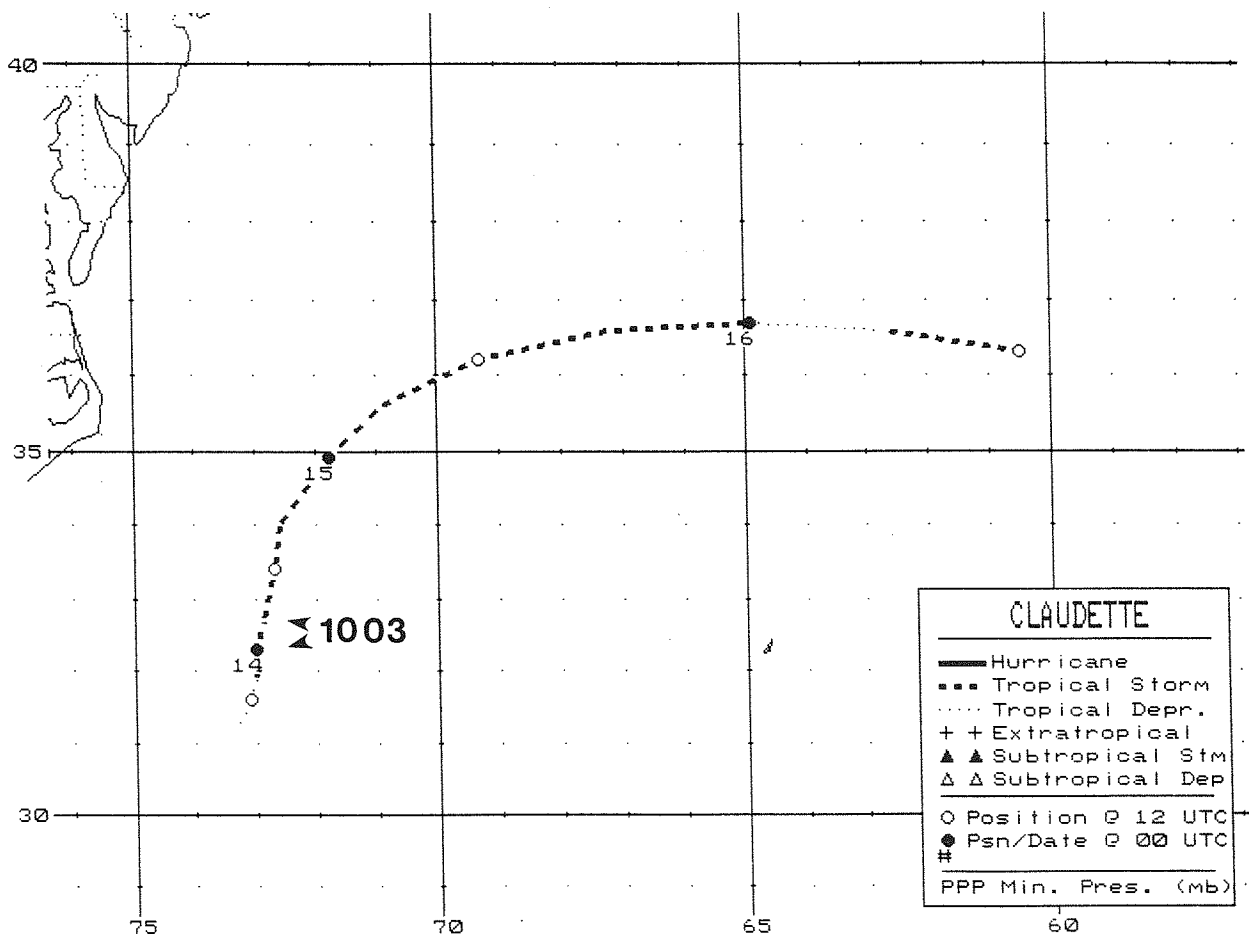 40
16
35
15
1003
14
30
75
70
65
60
CLAUDETTE
Hurricane
Tropical Storm
Tropical Depr.
+ + Extratropical
▲ ▲ Subtropical Stm
△ △ Subtropical Dep
○ Position @ 12 UTC
● Psn/Date @ 00 UTC
#
PPP Min. Pres. (mb)